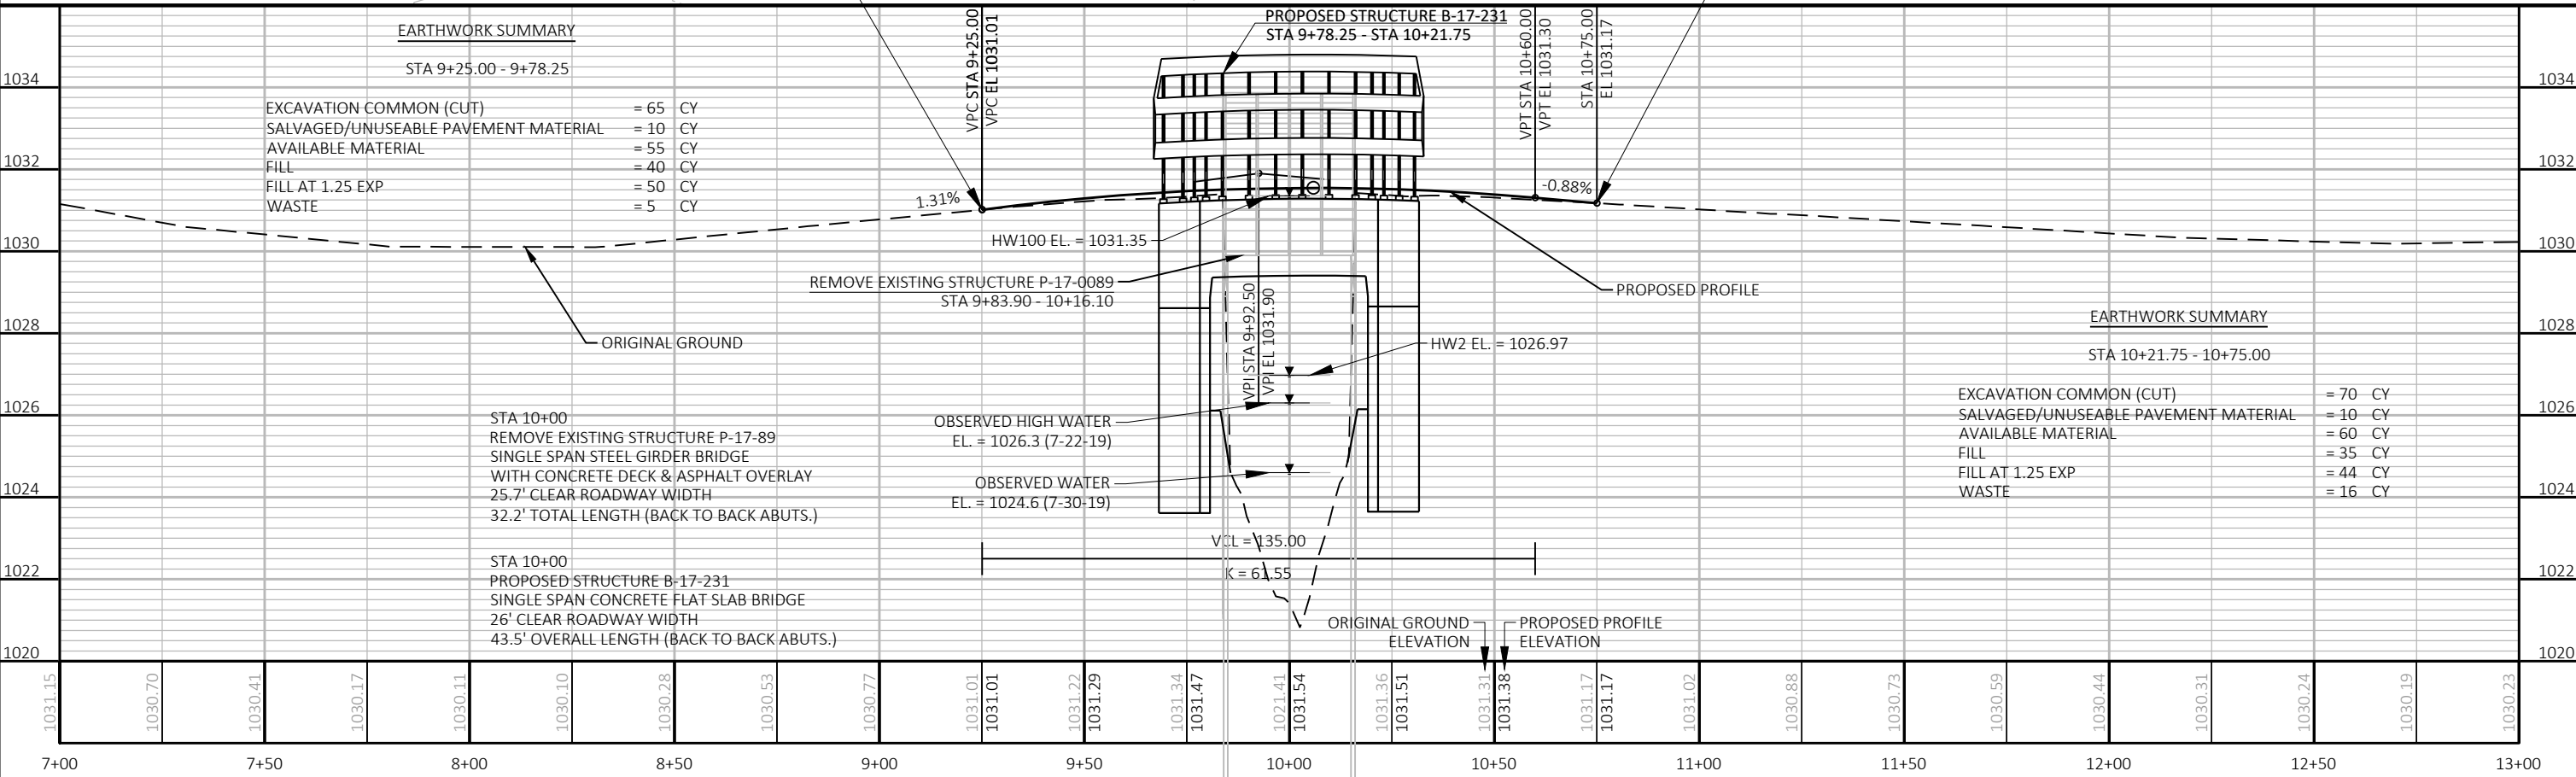 EARTHWORK SUMMARY
STA 9+25.00 - 9+78.25
EXCAVATION COMMON (CUT) = 65 CY
SALVAGED/UNUSEABLE PAVEMENT MATERIAL = 10 CY
AVAILABLE MATERIAL = 55 CY
FILL = 40 CY
FILL AT 1.25 EXP = 50 CY
WASTE = 5 CY
VPC STA 9+25.00
VPC EL 1031.01
PROPOSED STRUCTURE B-17-231
STA 9+78.25 - STA 10+21.75
VPT STA 10+60.00
VPT EL 1031.30
STA 10+75.00
EL 1031.17
1.31%
-0.88%
HW100 EL. = 1031.35
REMOVE EXISTING STRUCTURE P-17-0089
STA 9+83.90 - 10+16.10
VPI STA 9+92.50
VPI EL 1031.90
PROPOSED PROFILE
ORIGINAL GROUND
HW2 EL. = 1026.97
OBSERVED HIGH WATER
EL. = 1026.3 (7-22-19)
OBSERVED WATER
EL. = 1024.6 (7-30-19)
EARTHWORK SUMMARY
STA 10+21.75 - 10+75.00
EXCAVATION COMMON (CUT) = 70 CY
SALVAGED/UNUSEABLE PAVEMENT MATERIAL = 10 CY
AVAILABLE MATERIAL = 60 CY
FILL = 35 CY
FILL AT 1.25 EXP = 44 CY
WASTE = 16 CY
STA 10+00
REMOVE EXISTING STRUCTURE P-17-89
SINGLE SPAN STEEL GIRDER BRIDGE
WITH CONCRETE DECK & ASPHALT OVERLAY
25.7' CLEAR ROADWAY WIDTH
32.2' TOTAL LENGTH (BACK TO BACK ABUTS.)
STA 10+00
PROPOSED STRUCTURE B-17-231
SINGLE SPAN CONCRETE FLAT SLAB BRIDGE
26' CLEAR ROADWAY WIDTH
43.5' OVERALL LENGTH (BACK TO BACK ABUTS.)
VCL = 135.00
K = 61.55
ORIGINAL GROUND
ELEVATION
PROPOSED PROFILE
ELEVATION
1034
1032
1030
1028
1026
1024
1022
1020
1034
1032
1030
1028
1026
1024
1022
1020
1031.15
1030.70
1030.41
1030.17
1030.11
1030.10
1030.28
1030.53
1030.77
1031.01
1031.01
1031.22
1031.29
1031.34
1031.47
1021.41
1031.54
1031.36
1031.51
1031.31
1031.38
1031.17
1031.17
1031.02
1030.88
1030.73
1030.59
1030.44
1030.31
1030.24
1030.19
1030.23
7+00
7+50
8+00
8+50
9+00
9+50
10+00
10+50
11+00
11+50
12+00
12+50
13+00